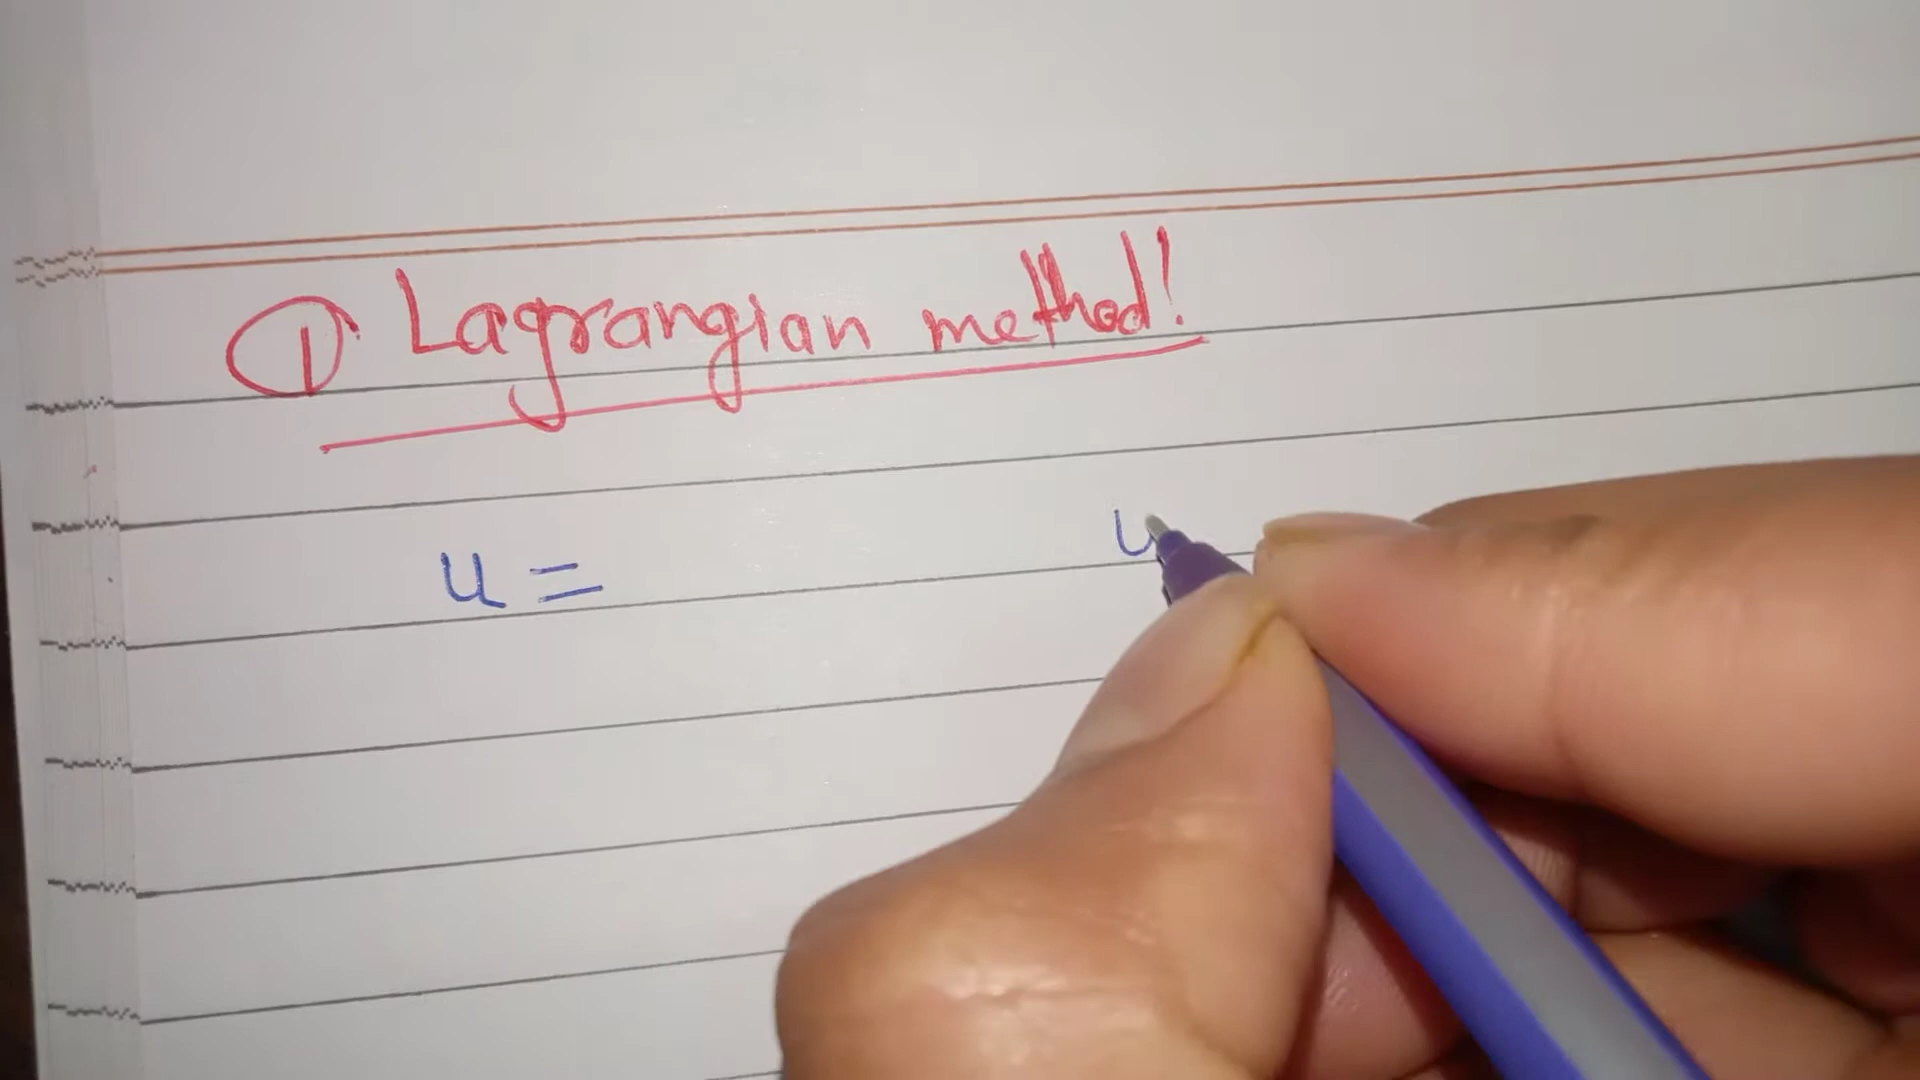 ① Lagrangian method!
u = u